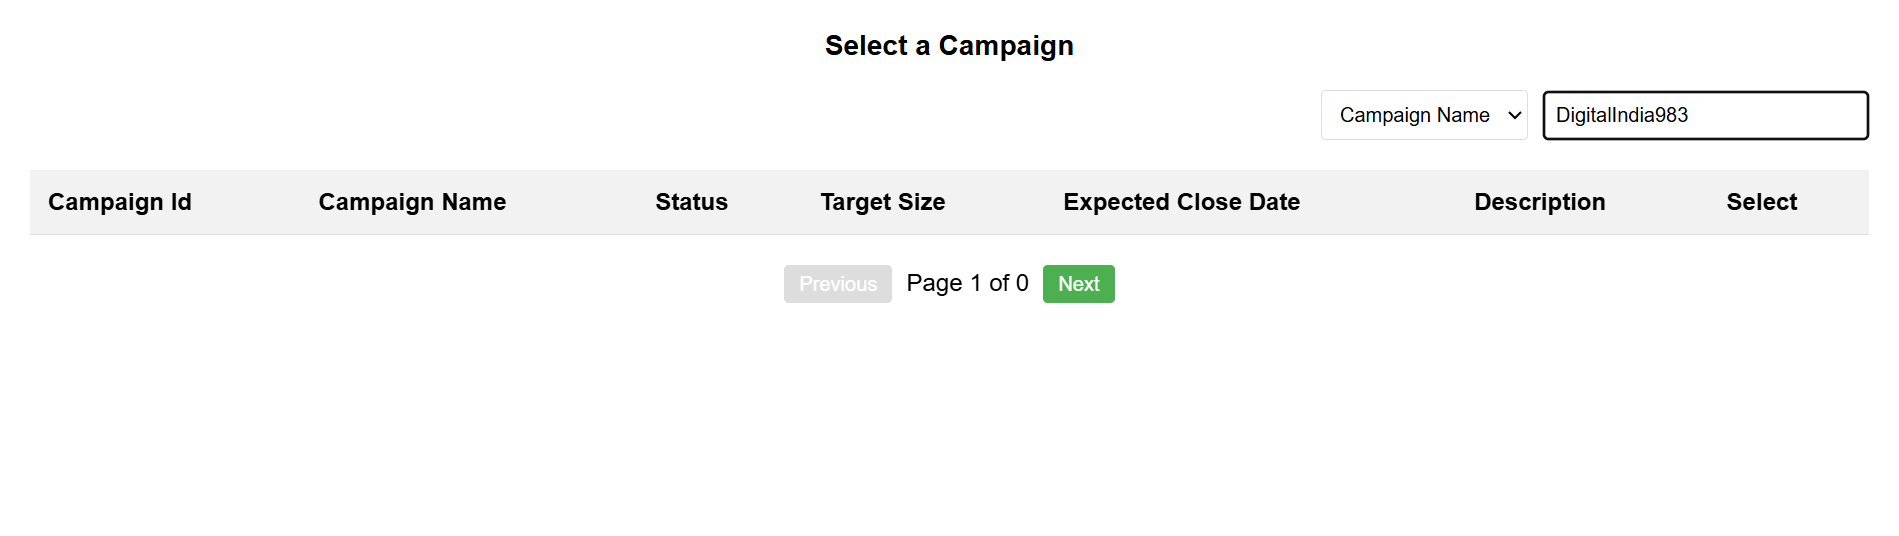 Select a Campaign
Campaign Name DigitalIndia983
Campaign Id Campaign Name Status Target Size Expected Close Date Description Select
Previous Page 1 of 0 Next